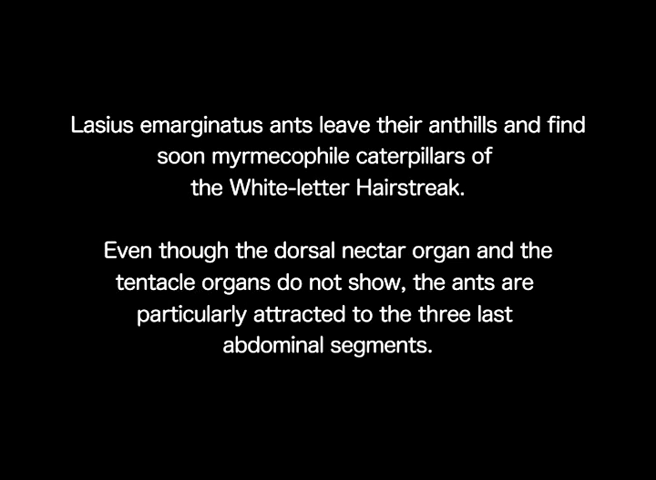 Lasius emarginatus ants leave their anthills and find
soon myrmecophile caterpillars of
the White-letter Hairstreak.
Even though the dorsal nectar organ and the
tentacle organs do not show, the ants are
particularly attracted to the three last
abdominal segments.